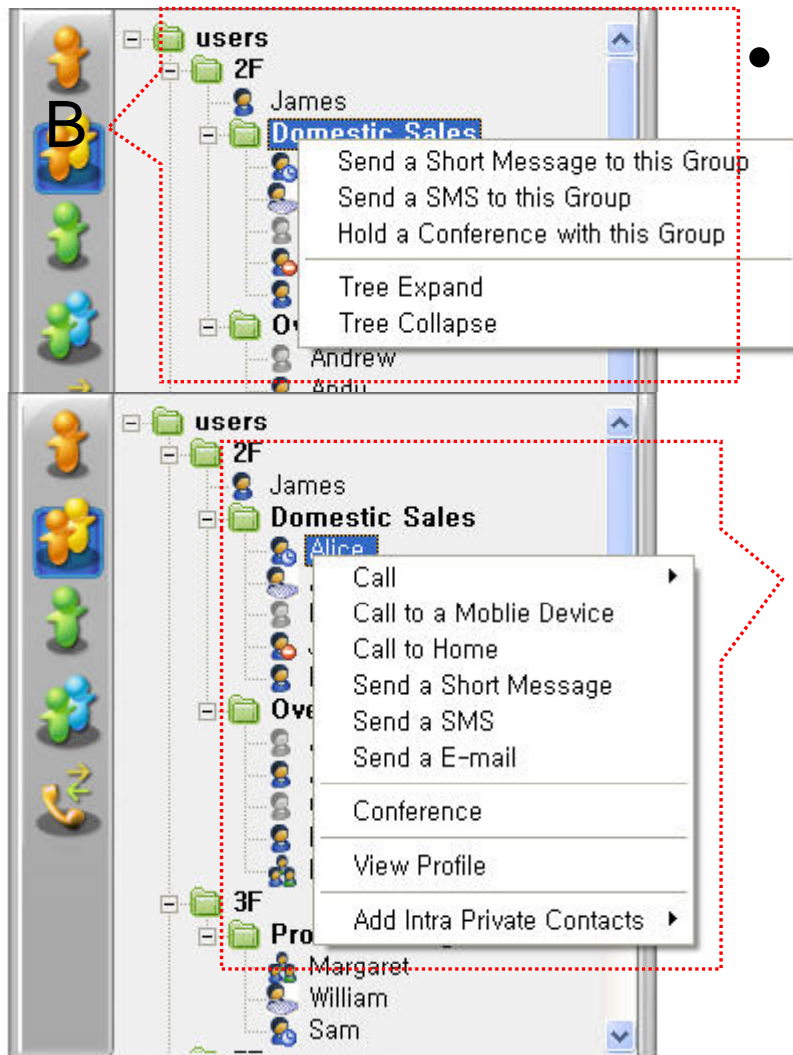 users
2F
B
James
Domestic Sales
Send a Short Message to this Group
Send a SMS to this Group
Hold a Conference with this Group
Tree Expand
Tree Collapse
Andrew
Andy
users
2F
James
Domestic Sales
Alice
Call
Call to a Moblie Device
Call to Home
Send a Short Message
Send a SMS
Send a E-mail
Conference
View Profile
3F
Add Intra Private Contacts
Margaret
William
Sam